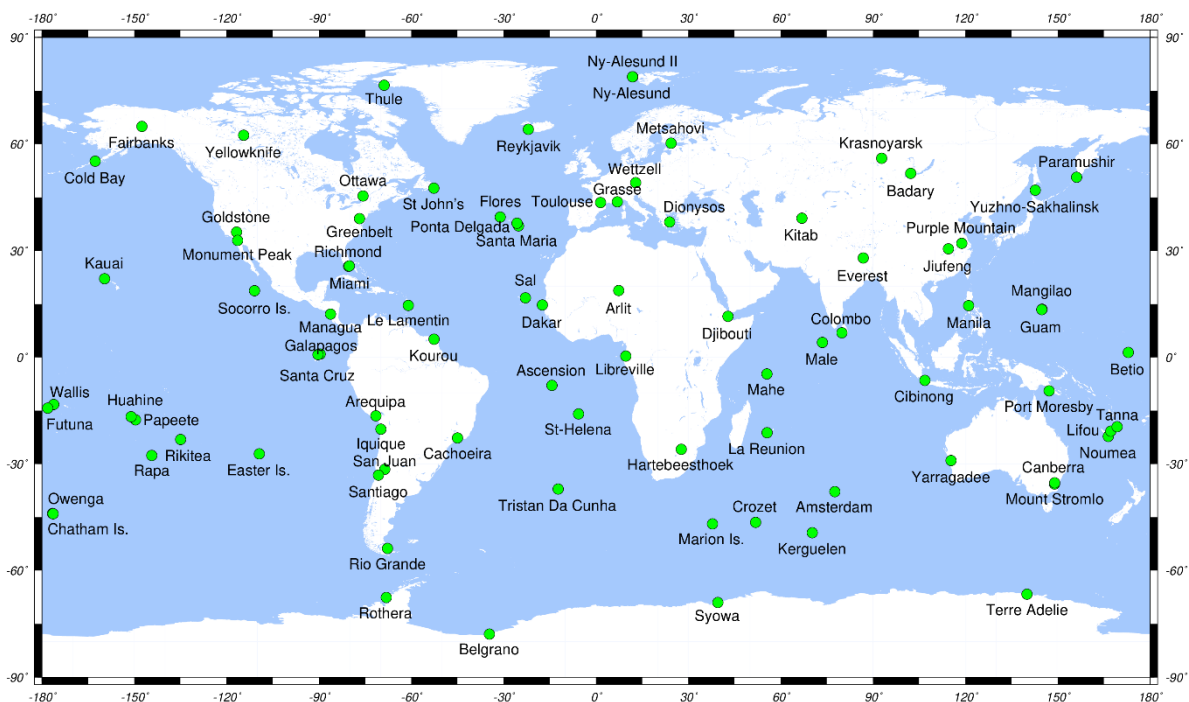 -180° -150° -120° -90° -60° -30° 0° 30° 60° 90° 120° 150° 180°
90° 90°
Ny-Alesund II
Ny-Alesund
Thule
Metsahovi
Reykjavik
Fairbanks
Yellowknife
Krasnoyarsk
60° 60°
Cold Bay
Wettzell
Badary
Paramushir
Ottawa
St John's
Flores
Toulouse
Grasse
Yuzhno-Sakhalinsk
Goldstone
Greenbelt
Ponta Delgada
Santa Maria
Dionysos
Kitab
Purple Mountain
Monument Peak
Richmond
30° 30°
Jiufeng
Kauai
Miami
Everest
Socorro Is.
Sal
Arlit
Mangilao
Managua
Le Lamentin
Dakar
Djibouti
Colombo
Manila
Guam
Galapagos
Kourou
Libreville
Male
0° 0°
Santa Cruz
Ascension
Mahe
Cibinong
Betio
Wallis
Huahine
Arequipa
Port Moresby
Tanna
Futuna
Papeete
St-Helena
Lifou
Iquique
Cachoeira
La Reunion
Noumea
Rikitea
San Juan
Hartebeesthoek
Canberra
-30° -30°
Rapa
Easter Is.
Yarragadee
Santiago
Owenga
Tristan Da Cunha
Crozet
Amsterdam
Mount Stromlo
Chatham Is.
Marion Is.
Kerguelen
Rio Grande
-60° -60°
Rothera
Syowa
Terre Adelie
Belgrano
-90° -90°
-180° -150° -120° -90° -60° -30° 0° 30° 60° 90° 120° 150° 180°